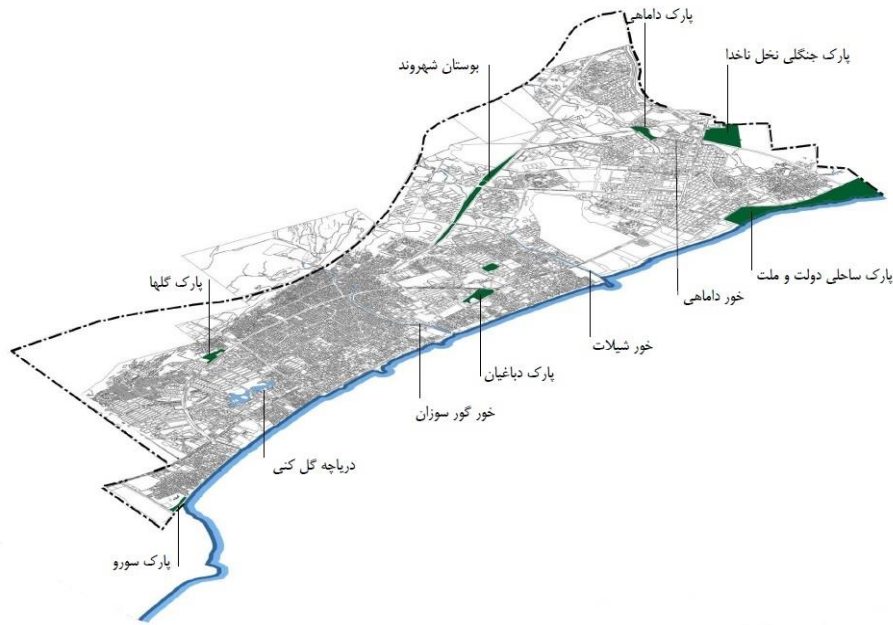 پارک داماهی
پارک جنگلی نخل ناخدا
بوستان شهروند
پارک ساحلی دولت و ملت
پارک گلها
خور داماهی
خور شیلات
پارک دباغیان
خور گور سوزان
دریاچه گل کنی
پارک سورو